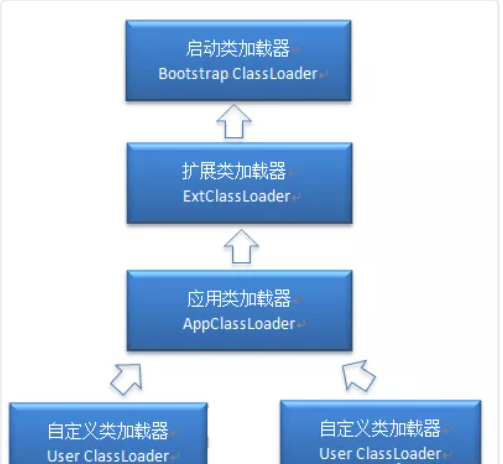 启动类加载器
Bootstrap ClassLoader
扩展类加载器
ExtClassLoader
应用类加载器
AppClassLoader
自定义类加载器
User ClassLoader
自定义类加载器
User ClassLoader